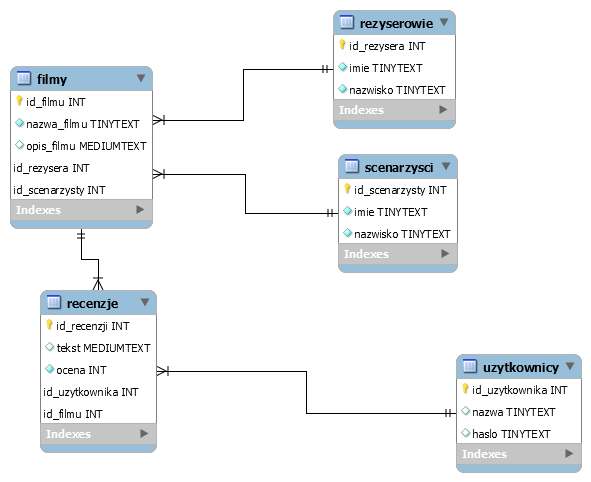 filmy
id_filmu INT
nazwa_filmu TINYTEXT
opis_filmu MEDIUMTEXT
id_rezysera INT
id_scenarzysty INT
Indexes
rezyserowie
id_rezysera INT
imie TINYTEXT
nazwisko TINYTEXT
Indexes
scenarzysci
id_scenarzysty INT
imie TINYTEXT
nazwisko TINYTEXT
Indexes
recenzje
id_recenzji INT
tekst MEDIUMTEXT
ocena INT
id_uzytkownika INT
id_filmu INT
Indexes
uzytkownicy
id_uzytkownika INT
nazwa TINYTEXT
haslo TINYTEXT
Indexes